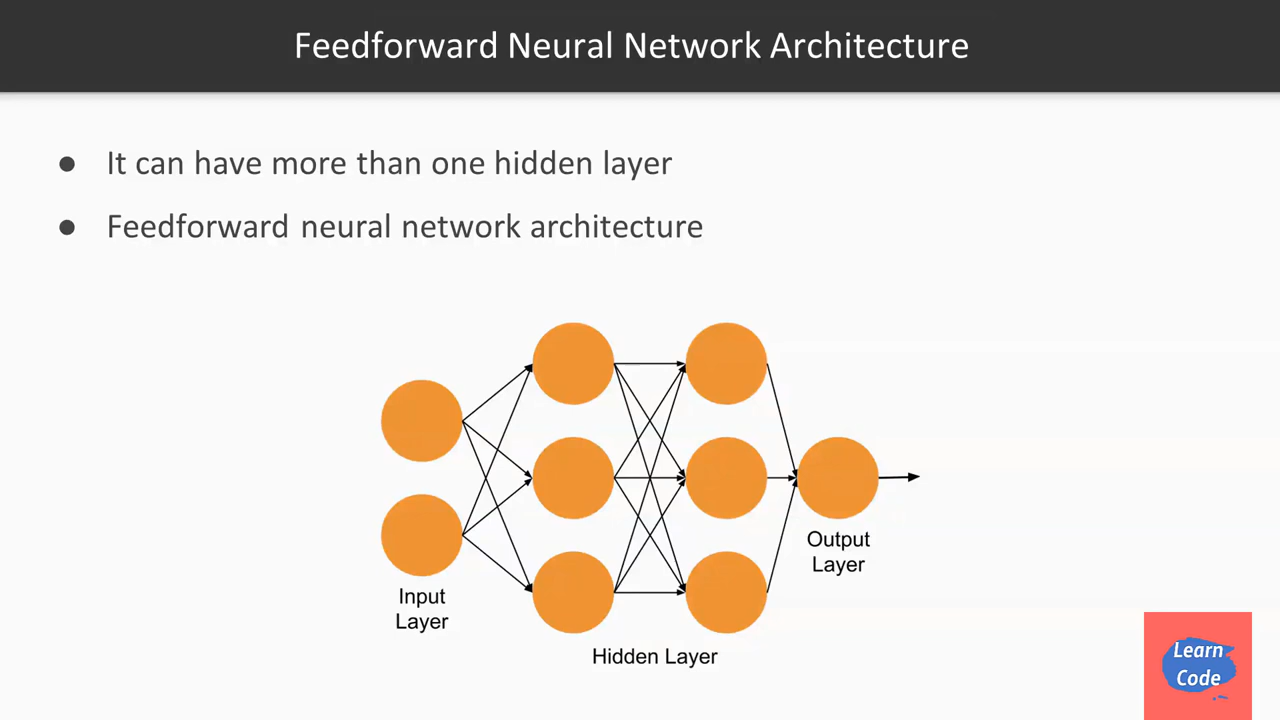 Feedforward Neural Network Architecture
● It can have more than one hidden layer
● Feedforward neural network architecture
Input
Layer
Hidden Layer
Output
Layer
Learn
Code